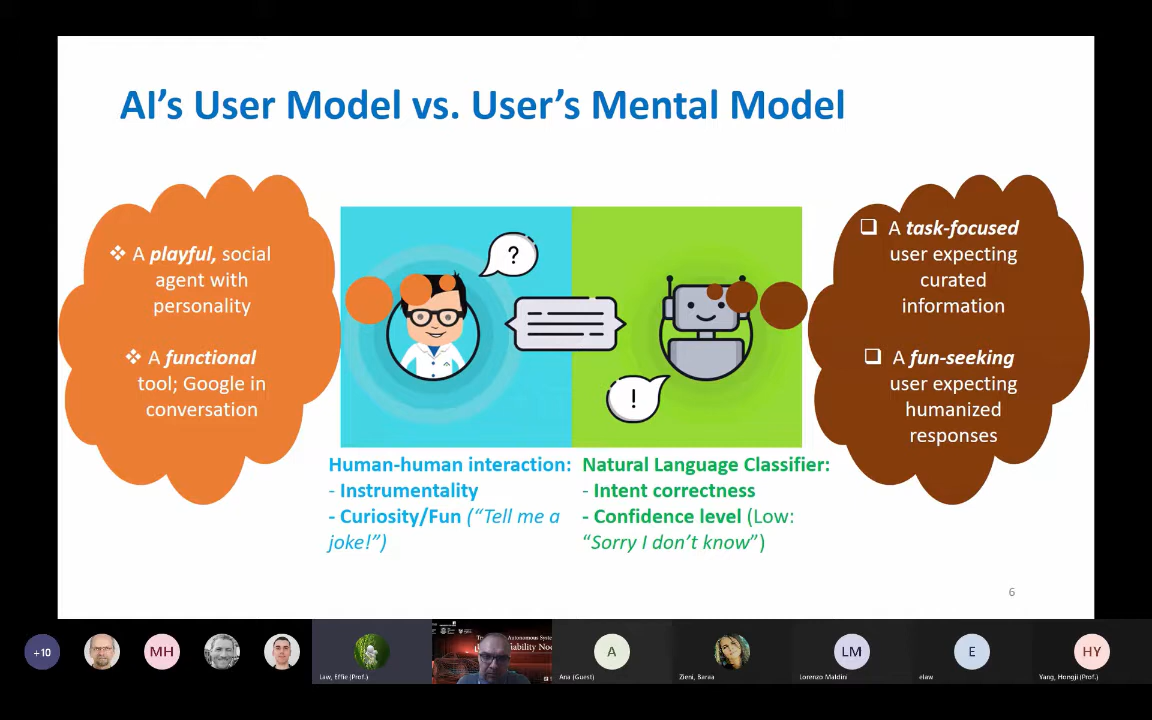 AI's User Model vs. User's Mental Model
❖ A playful, social
agent with
personality
❖ A functional
tool; Google in
conversation
?
!
❑ A task-focused
user expecting
curated
information
❑ A fun-seeking
user expecting
humanized
responses
Human-human interaction:
- Instrumentality
- Curiosity/Fun (“Tell me a
joke!”)
Natural Language Classifier:
- Intent correctness
- Confidence level (Low:
“Sorry I don't know”)
6
+10
MH
Law, Effie (Prof.)
Autonomous
A
Ana (Guest)
Zieni, Baraa
LM
Lorenzo Maldini
E
elaw
HY
Yang, Hongji (Prof.)